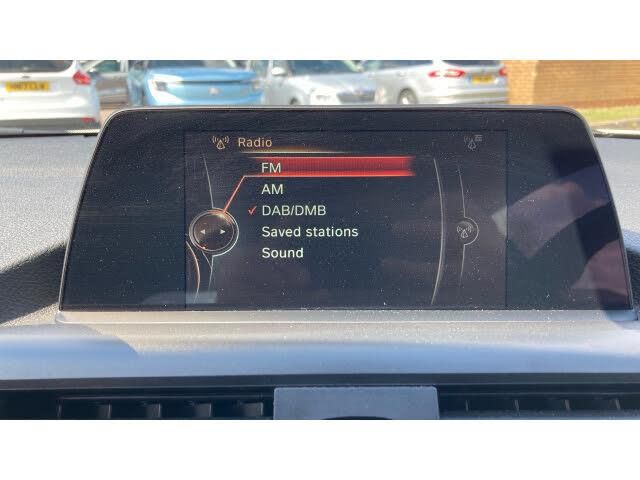 Radio
FM
AM
✓ DAB/DMB
Saved stations
Sound